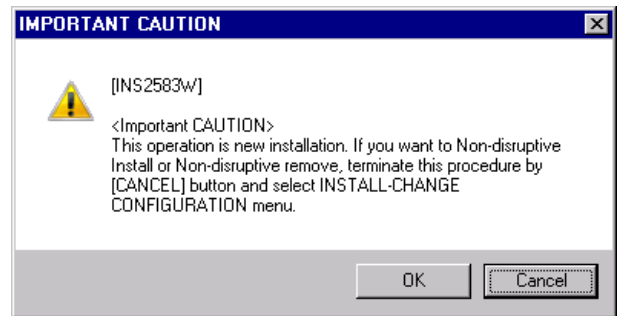 IMPORTANT CAUTION
[INS2583W]
<Important CAUTION>
This operation is new installation. If you want to Non-disruptive
Install or Non-disruptive remove, terminate this procedure by
[CANCEL] button and select INSTALL-CHANGE
CONFIGURATION menu.
OK
Cancel